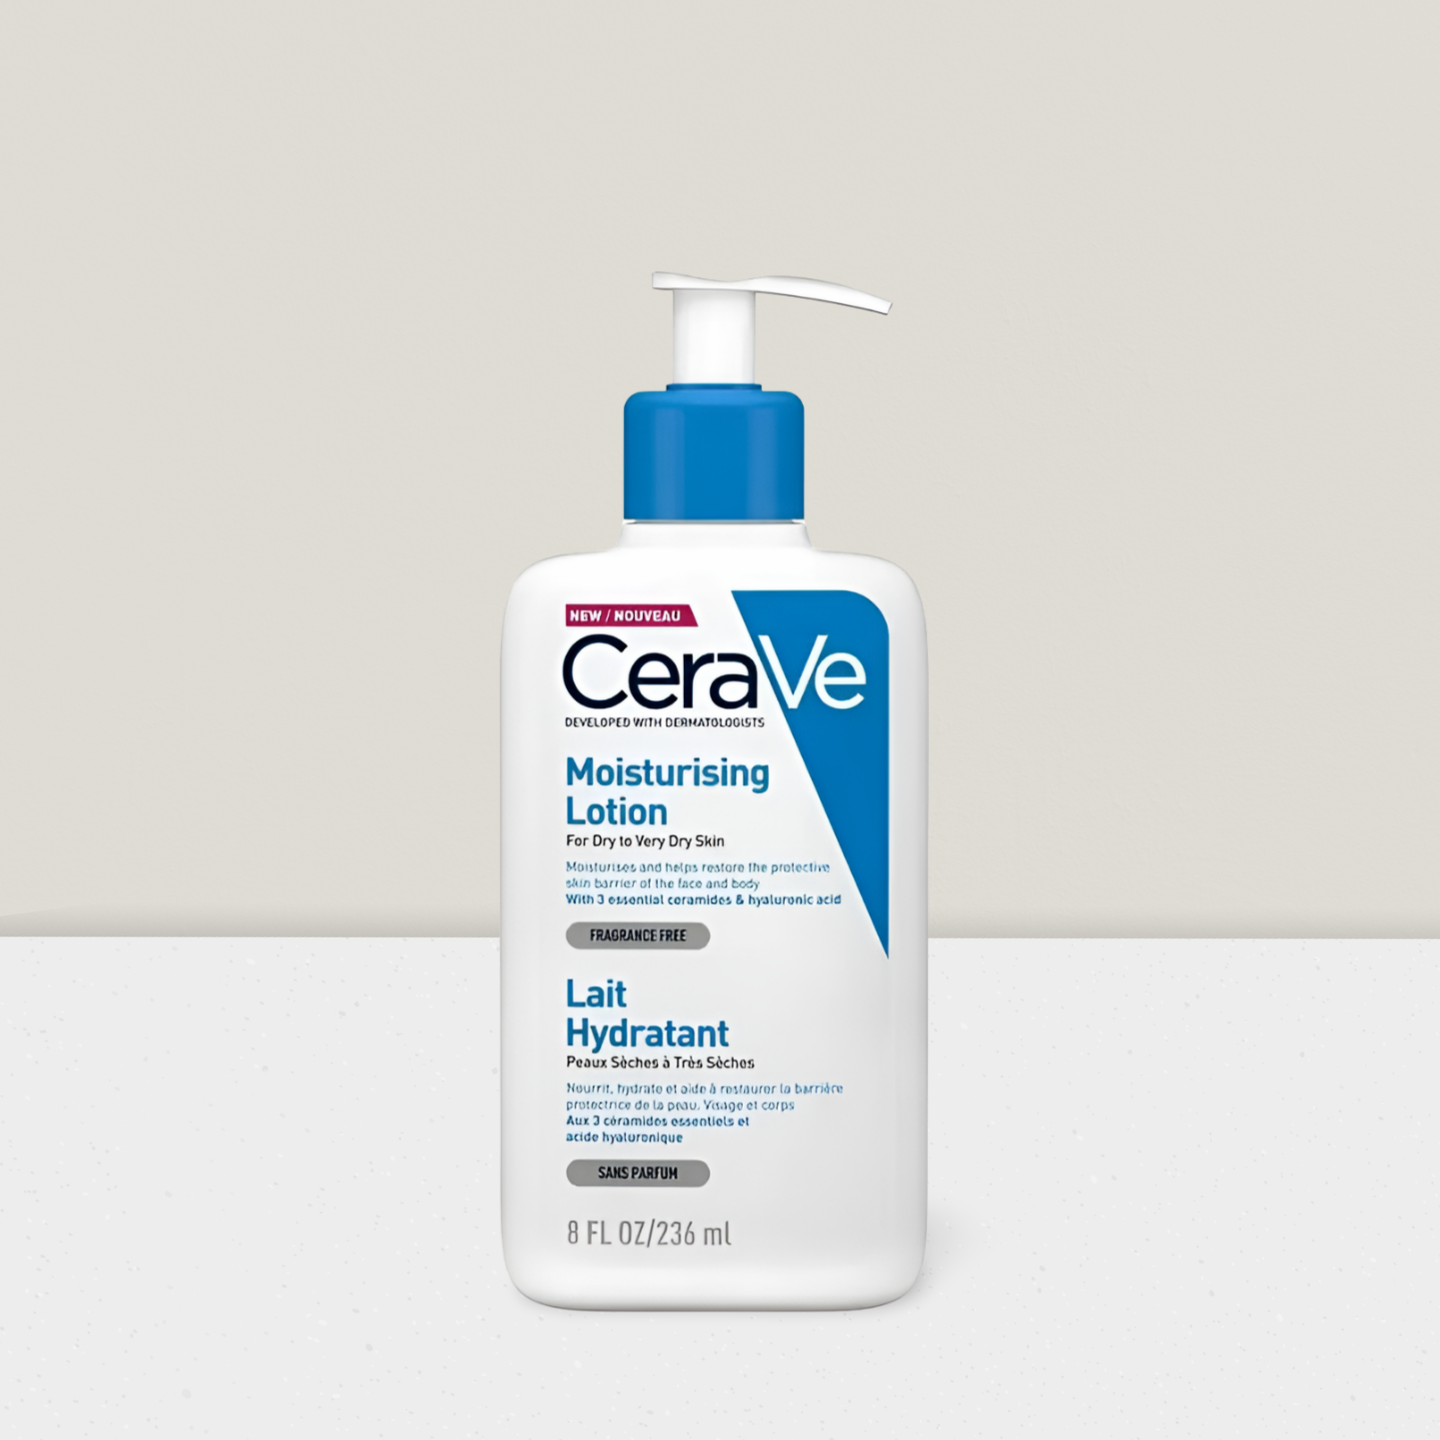 NEW / NOUVEAU
CeraVe
DEVELOPED WITH DERMATOLOGISTS
Moisturising
Lotion
For Dry to Very Dry Skin
Moisturises and helps restore the protective
skin barrier of the face and body
With 3 essential ceramides & hyaluronic acid
FRAGRANCE FREE
Lait
Hydratant
Peaux Sèches à Très Sèches
Nourrit, hydrate et aide à restaurer la barrière
protectrice de la peau. Visage et corps
Aux 3 céramides essentiels et
acide hyaluronique
SANS PARFUM
8 FL OZ/236 ml